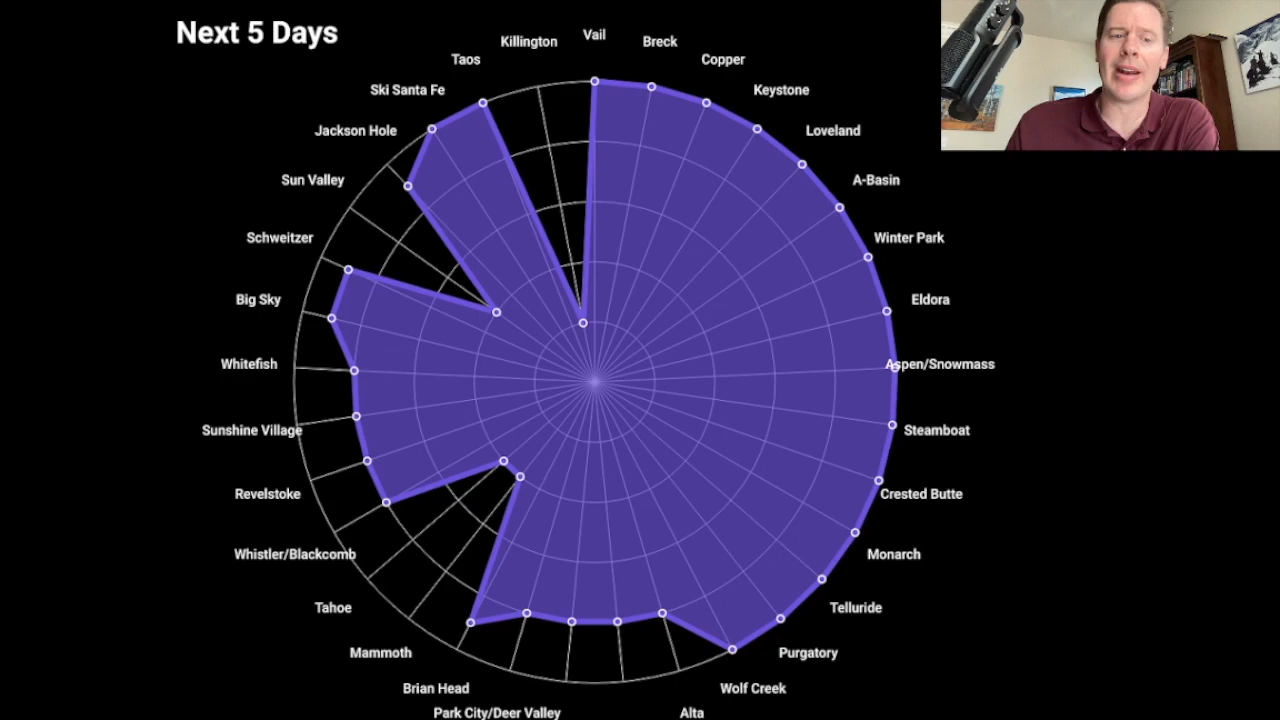 Next 5 Days
Vail
Breck
Copper
Keystone
Loveland
A-Basin
Winter Park
Eldora
Aspen/Snowmass
Steamboat
Crested Butte
Monarch
Telluride
Purgatory
Wolf Creek
Alta
Park City/Deer Valley
Brian Head
Mammoth
Tahoe
Whistler/Blackcomb
Revelstoke
Sunshine Village
Whitefish
Big Sky
Schweitzer
Sun Valley
Jackson Hole
Ski Santa Fe
Taos
Killington